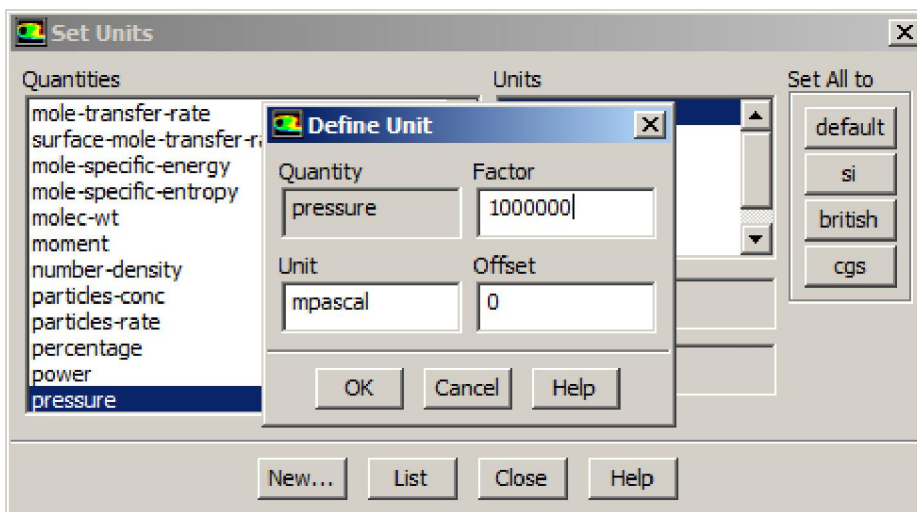 Set Units
Quantities
Units
Set All to
mole-transfer-rate
surface-mole-transfer-r
mole-specific-energy
mole-specific-entropy
molec-wt
moment
number-density
particles-conc
particles-rate
percentage
power
pressure
Define Unit
Quantity
Factor
pressure
1000000
Unit
Offset
mpascal
0
OK
Cancel
Help
default
si
british
cgs
New...
List
Close
Help